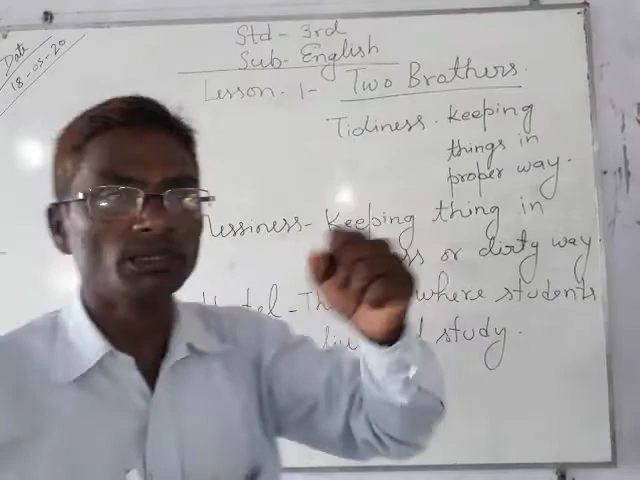 Date
18-05-20
Std - 3rd
Sub- English
Lesson. 1- Two Brothers.
Tidiness. Keeping
things in
proper way.
Keeping thing in
or dirty way.
where students
study.